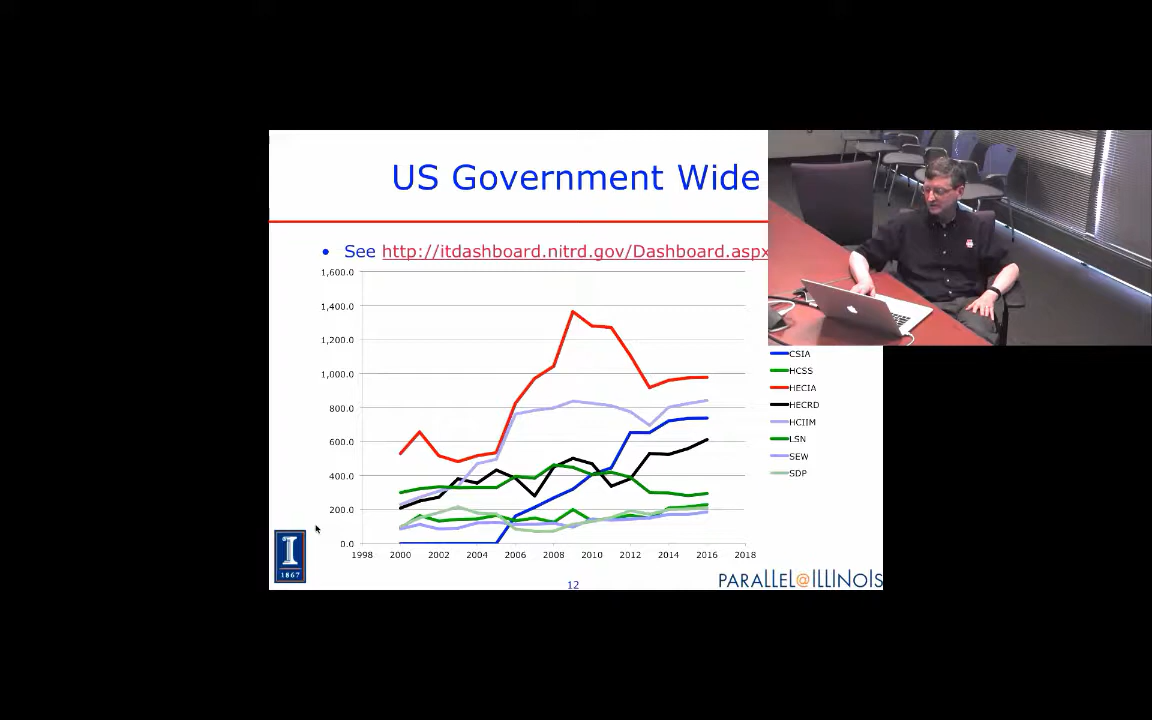 US Government Wide
• See http://itdashboard.nitrd.gov/Dashboard.aspx
1,600.0
1,400.0
1,200.0
1,000.0
800.0
600.0
400.0
200.0
0.0
1998 2000 2002 2004 2006 2008 2010 2012 2014 2016 2018
CSIA
HCSS
HECIA
HECRD
HCIIM
LSN
SEW
SDP
I
1867
12
PARALLEL@ILLINOIS